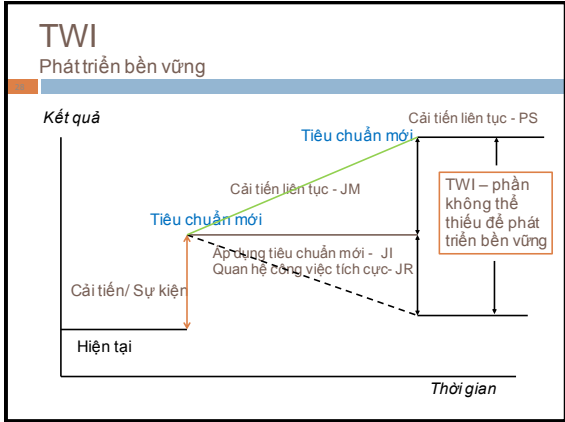 TWI
Phát triển bền vững
Kết quả
Cải tiến liên tục - PS
Tiêu chuẩn mới
Cải tiến liên tục - JM
TWI – phần
không thể
thiếu để phát
triển bền vững
Tiêu chuẩn mới
Áp dụng tiêu chuẩn mới - JI
Quan hệ công việc tích cực- JR
Cải tiến/ Sự kiện
Hiện tại
Thời gian